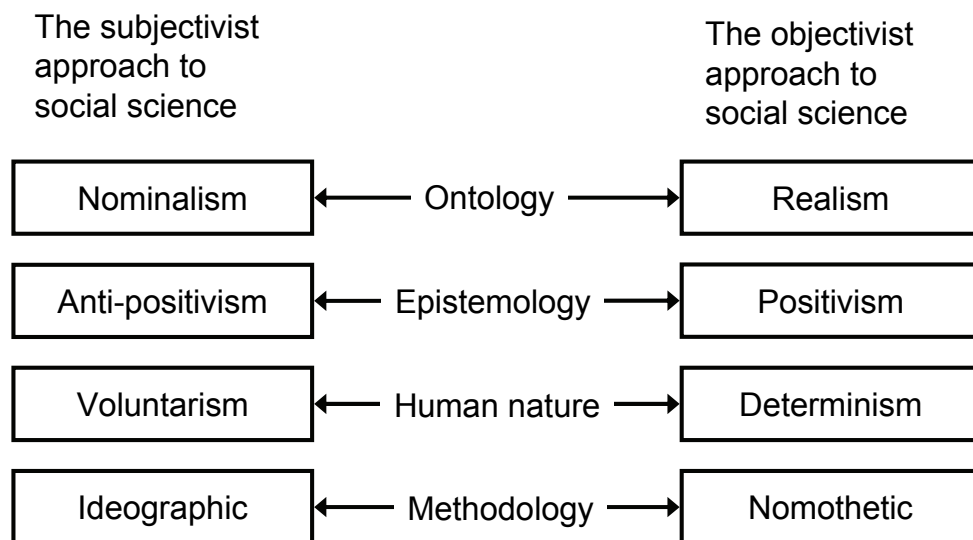 The subjectivist
approach to
social science
The objectivist
approach to
social science
Nominalism
Ontology
Realism
Anti-positivism
Epistemology
Positivism
Voluntarism
Human nature
Determinism
Ideographic
Methodology
Nomothetic